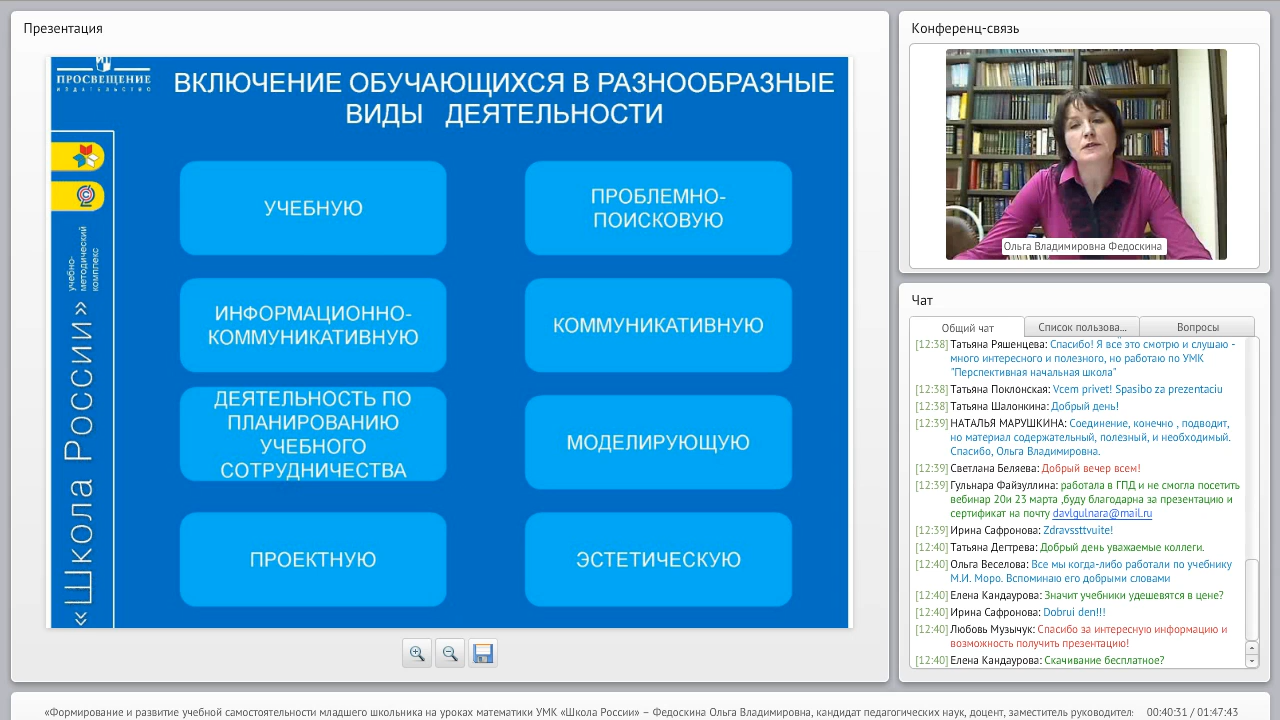 Презентация
ПРОСВЕЩЕНИЕ
ИЗДАТЕЛЬСТВО
ВКЛЮЧЕНИЕ ОБУЧАЮЩИХСЯ В РАЗНООБРАЗНЫЕ
ВИДЫ ДЕЯТЕЛЬНОСТИ
УЧЕБНУЮ
ПРОБЛЕМНО-
ПОИСКОВУЮ
ИНФОРМАЦИОННО-
КОММУНИКАТИВНУЮ
КОММУНИКАТИВНУЮ
ДЕЯТЕЛЬНОСТЬ ПО
ПЛАНИРОВАНИЮ
УЧЕБНОГО
СОТРУДНИЧЕСТВА
МОДЕЛИРУЮЩУЮ
ПРОЕКТНУЮ
ЭСТЕТИЧЕСКУЮ
«Школа России»
учебно-
методический
комплекс
Конференц-связь
Ольга Владимировна Федоскина
Чат
Общий чат
Список пользова...
Вопросы
[12:38] Татьяна Ряшенцева: Спасибо! Я всё это смотрю и слушаю -
много интересного и полезного, но работаю по УМК
"Перспективная начальная школа"
[12:38] Татьяна Поклонская: Vcem privet! Spasibo za prezentaciu
[12:38] Татьяна Шалонкина: Добрый день!
[12:39] НАТАЛЬЯ МАРУШКИНА: Соединение, конечно , подводит,
но материал содержательный, полезный, и необходимый.
Спасибо, Ольга Владимировна.
[12:39] Светлана Беляева: Добрый вечер всем!
[12:39] Гульнара Файзуллина: работала в ГПД и не смогла посетить
вебинар 20и 23 марта ,буду благодарна за презентацию и
сертификат на почту davlgulnara@mail.ru
[12:39] Ирина Сафронова: Zdravssttvuite!
[12:40] Татьяна Дегтрева: Добрый день уважаемые коллеги.
[12:40] Ольга Веселова: Все мы когда-либо работали по учебнику
М.И. Моро. Вспоминаю его добрыми словами
[12:40] Елена Кандаурова: Значит учебники удешевятся в цене?
[12:40] Ирина Сафронова: Dobrui den!!!
[12:40] Любовь Музычук: Спасибо за интересную информацию и
возможность получить презентацию!
[12:40] Елена Кандаурова: Скачивание бесплатное?
«Формирование и развитие учебной самостоятельности младшего школьника на уроках математики УМК «Школа России» – Федоскина Ольга Владимировна, кандидат педагогических наук, доцент, заместитель руководител
00:40:31 / 01:47:43